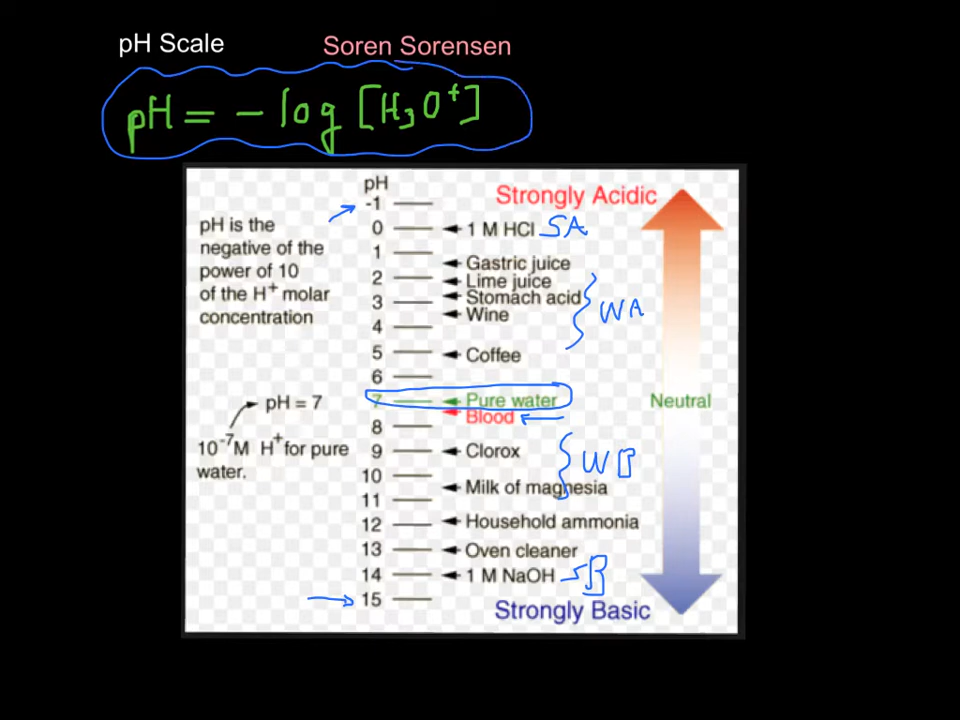 pH Scale
Soren Sorensen
pH = - log [H₃O⁺]
pH
Strongly Acidic
-1
pH is the
negative of the
power of 10
of the H⁺ molar
concentration
0
1 M HCl SA
1
Gastric juice
2
Lime juice
3
Stomach acid
Wine
WA
4
5
Coffee
6
pH = 7
7
Pure water
Neutral
Blood
8
10⁻⁷M H⁺ for pure
water.
9
Clorox
WB
10
Milk of magnesia
11
12
Household ammonia
13
Oven cleaner
14
1 M NaOH SB
15
Strongly Basic